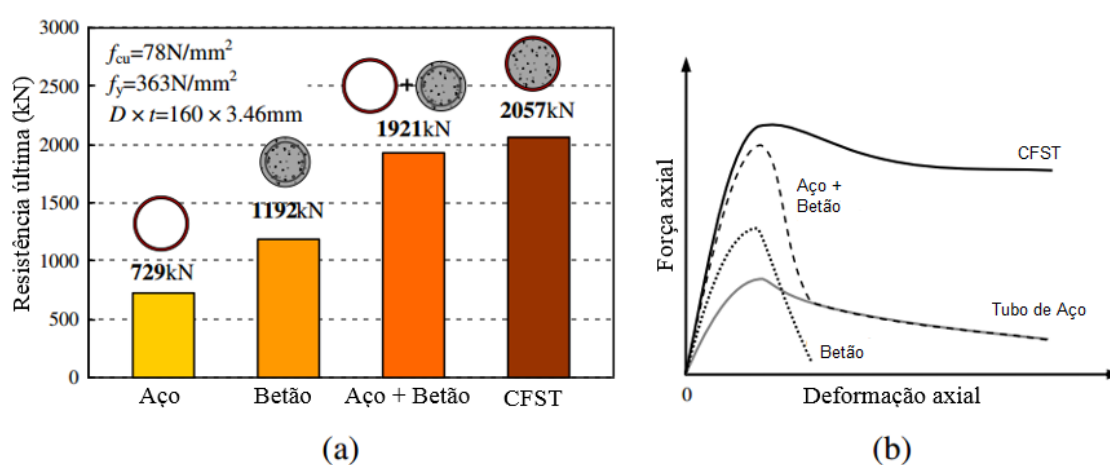 3000
2500
2000
1500
1000
500
0
Resistência última (kN)
f_cu=78N/mm²
f_y=363N/mm²
D × t=160 × 3.46mm
729kN
1192kN
+
1921kN
2057kN
Aço
Betão
Aço + Betão
CFST
(a)
Força axial
CFST
Aço +
Betão
Tubo de Aço
Betão
0
Deformação axial
(b)